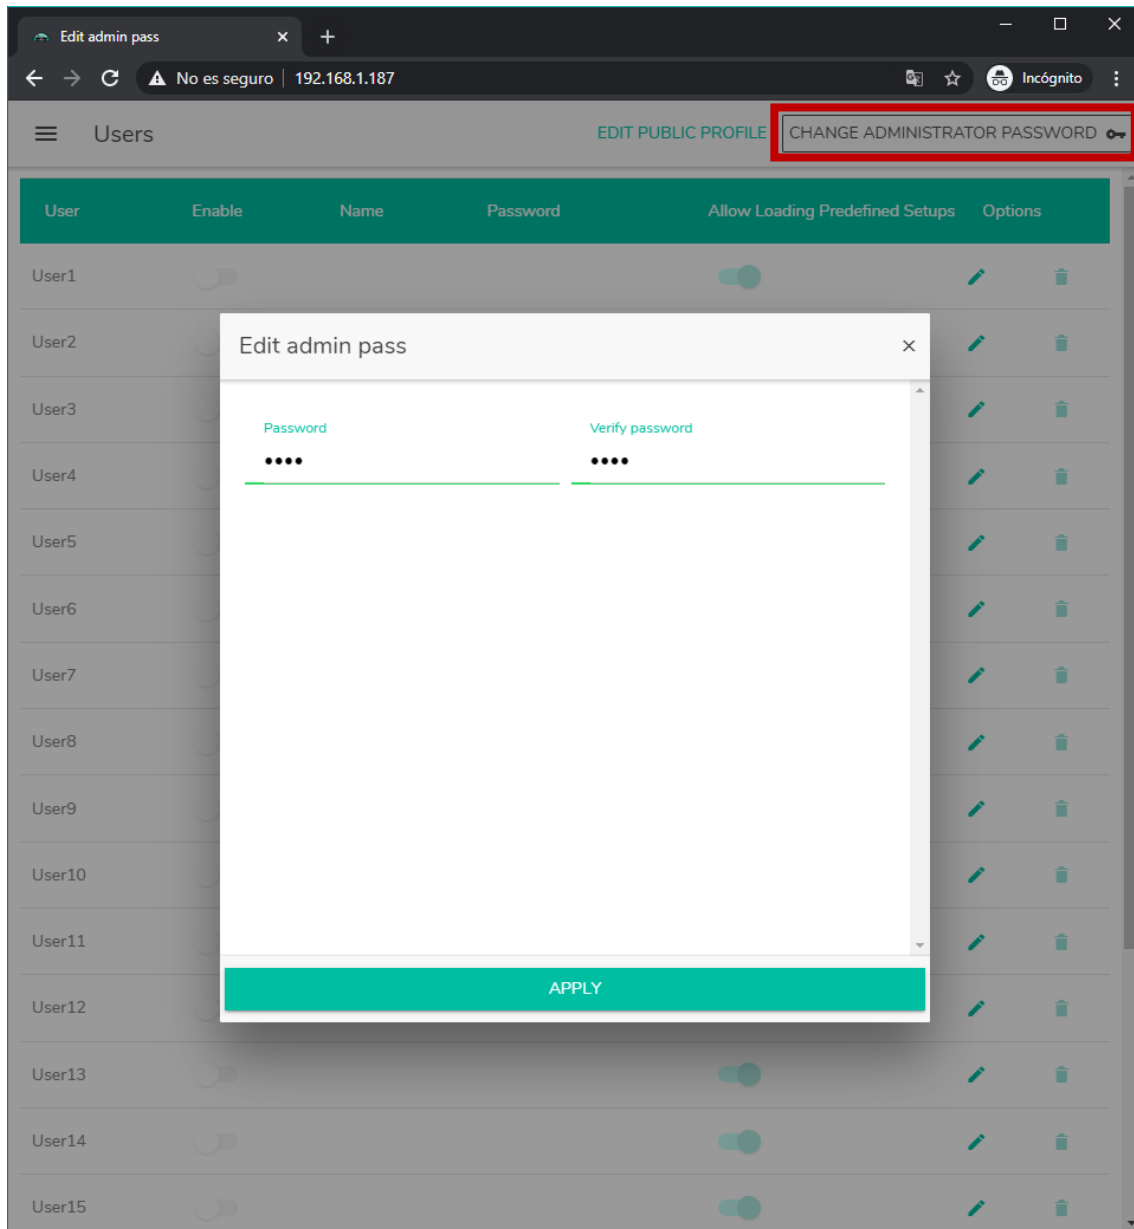 Edit admin pass
No es seguro | 192.168.1.187
Incógnito
Users
EDIT PUBLIC PROFILE
CHANGE ADMINISTRATOR PASSWORD
User Enable Name Password Allow Loading Predefined Setups Options
User1
User2
Edit admin pass
User3
Password Verify password
••••  ••••
User4
User5
User6
User7
User8
User9
User10
User11
APPLY
User12
User13
User14
User15